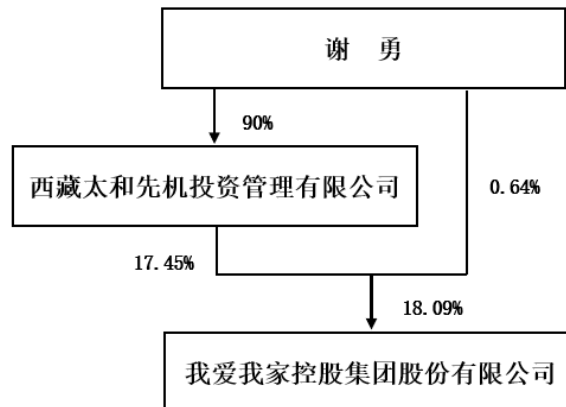 谢 勇
90%
西藏太和先机投资管理有限公司
0.64%
17.45%
18.09%
我爱我家控股集团股份有限公司